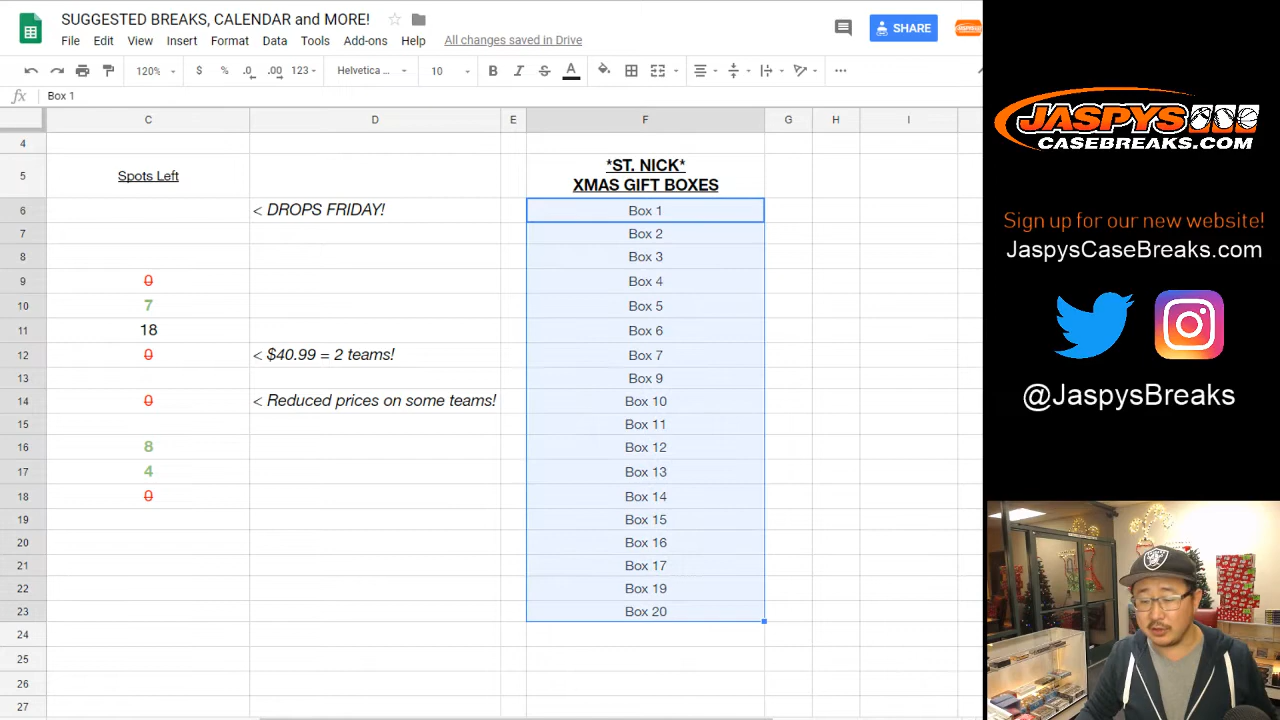 SUGGESTED BREAKS, CALENDAR and MORE!
File Edit View Format Tools Add-ons Help All changes saved in Drive
SHARE
120% $ % .0 .00 123 Helvetica ... 10 B I S A
fx Box 1
C D E F G H I
4
5 Spots Left *ST. NICK*
XMAS GIFT BOXES
6 < DROPS FRIDAY! Box 1
7 Box 2
8 Box 3
9 0 Box 4
10 7 Box 5
11 18 Box 6
12 0 < $40.99 = 2 teams! Box 7
13 Box 9
14 0 < Reduced prices on some teams! Box 10
15 Box 11
16 8 Box 12
17 4 Box 13
18 0 Box 14
19 Box 15
20 Box 16
21 Box 17
22 Box 19
23 Box 20
24
25
26
27
JASPYS
CASEBREAKS.COM
Sign up for our new website!
JaspysCaseBreaks.com
@JaspysBreaks